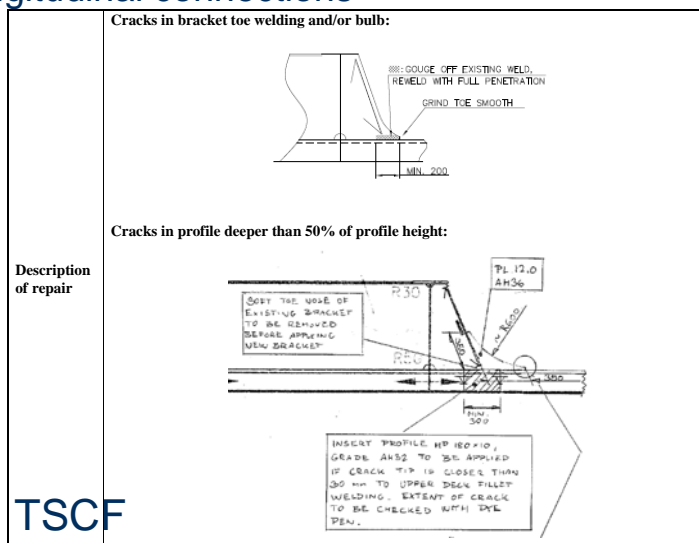 gitudinal connections
Cracks in bracket toe welding and/or bulb:
: GOUGE OFF EXISTING WELD,
REWELD WITH FULL PENETRATION
GRIND TOE SMOOTH
MIN. 200
Cracks in profile deeper than 50% of profile height:
Description
of repair
PL 12.0
AH36
R30
SOFT TOE NOSE OF
EXISTING BRACKET
TO BE REMOVED
BEFORE APPLYING
NEW BRACKET
R600
350
R50
350
MIN.
300
INSERT PROFILE HP 180×10,
GRADE AH32 TO BE APPLIED
IF CRACK TIP IS CLOSER THAN
30 mm TO UPPER DECK FILLET
WELDING. EXTENT OF CRACK
TO BE CHECKED WITH DYE
PEN.
TSCF